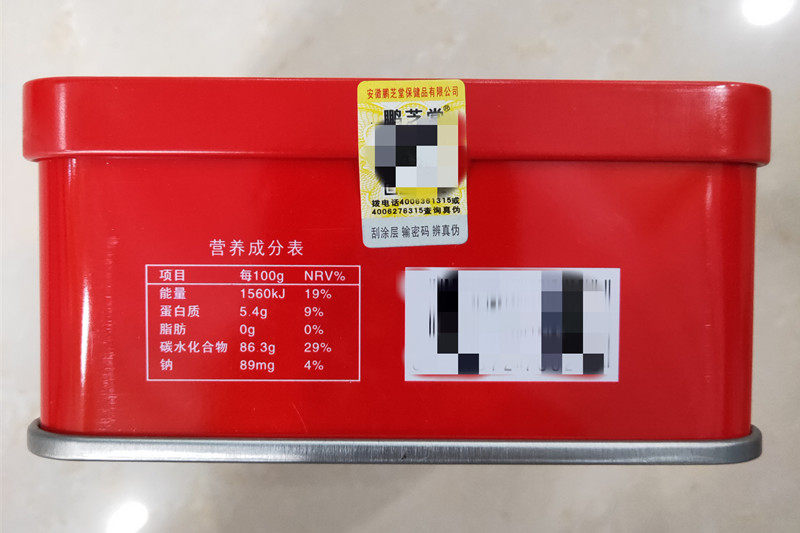 安徽鹏芝堂保健品有限公司
鹏芝堂®
拨电话4006361315或
4006276315查询真伪
刮涂层 输密码 辨真伪
营养成分表
项目 每100g NRV%
能量 1560kJ 19%
蛋白质 5.4g 9%
脂肪 0g 0%
碳水化合物 86.3g 29%
钠 89mg 4%